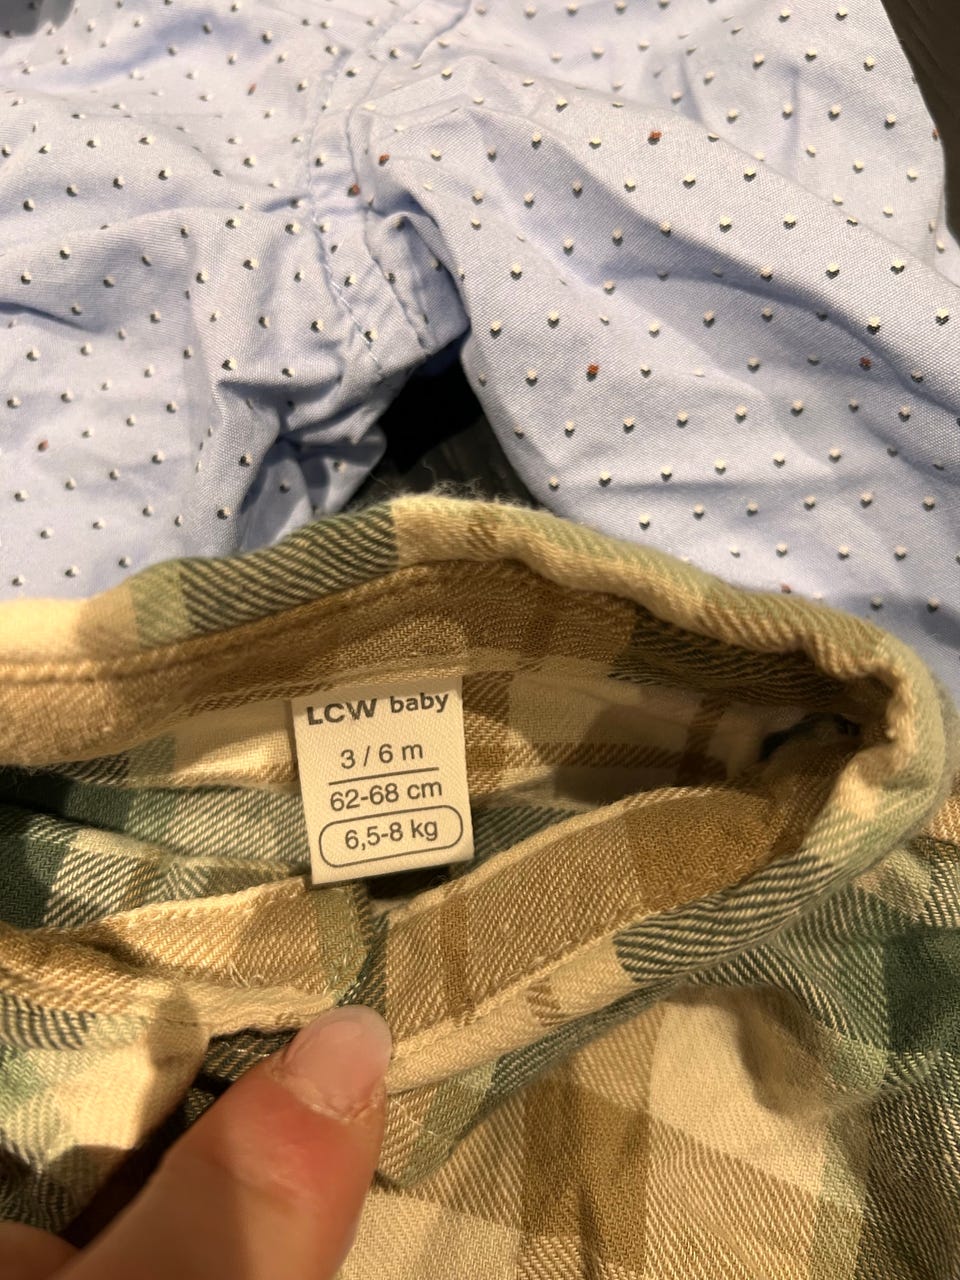 LCW baby
3 / 6 m
62-68 cm
6,5-8 kg